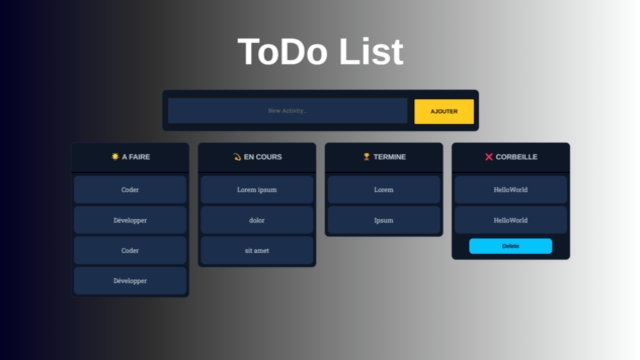 ToDo List
New Activity...
AJOUTER
A FAIRE
Coder
Développer
Coder
Développer
EN COURS
Lorem ipsum
dolor
sit amet
TERMINE
Lorem
Ipsum
CORBEILLE
HelloWorld
HelloWorld
Delete